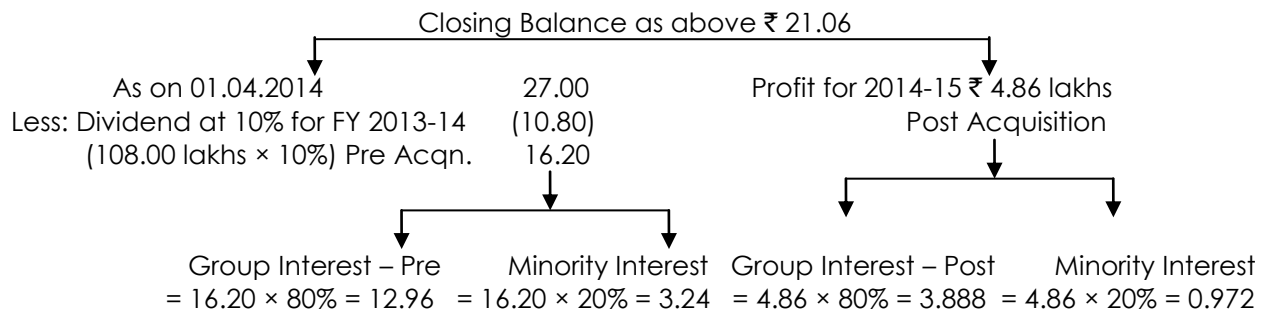 Closing Balance as above ₹ 21.06
As on 01.04.2014 27.00 Profit for 2014-15 ₹ 4.86 lakhs
Less: Dividend at 10% for FY 2013-14 (10.80) Post Acquisition
(108.00 lakhs × 10%) Pre Acqn. 16.20
Group Interest – Pre Minority Interest Group Interest – Post Minority Interest
= 16.20 × 80% = 12.96 = 16.20 × 20% = 3.24 = 4.86 × 80% = 3.888 = 4.86 × 20% = 0.972